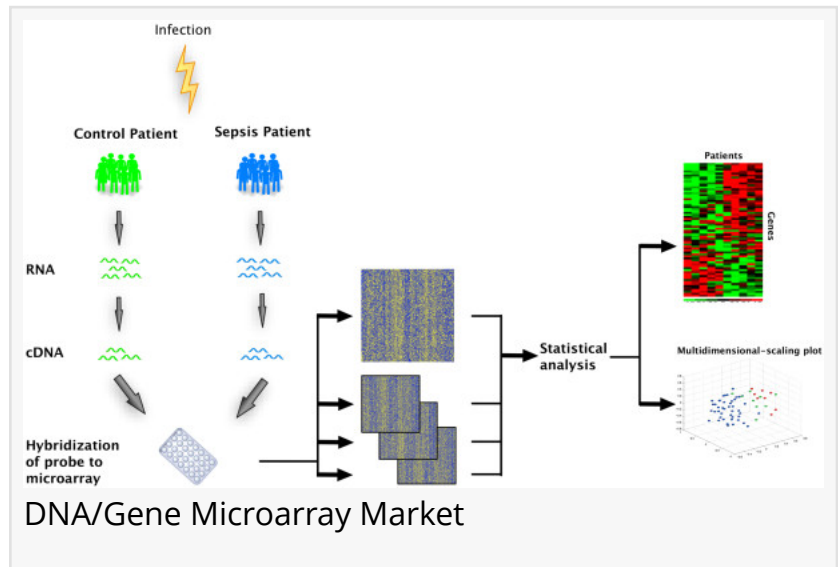 Infection
Control Patient
Sepsis Patient
RNA
cDNA
Hybridization
of probe to
microarray
Statistical
analysis
Patients
Genes
Multidimensional-scaling plot
DNA/Gene Microarray Market